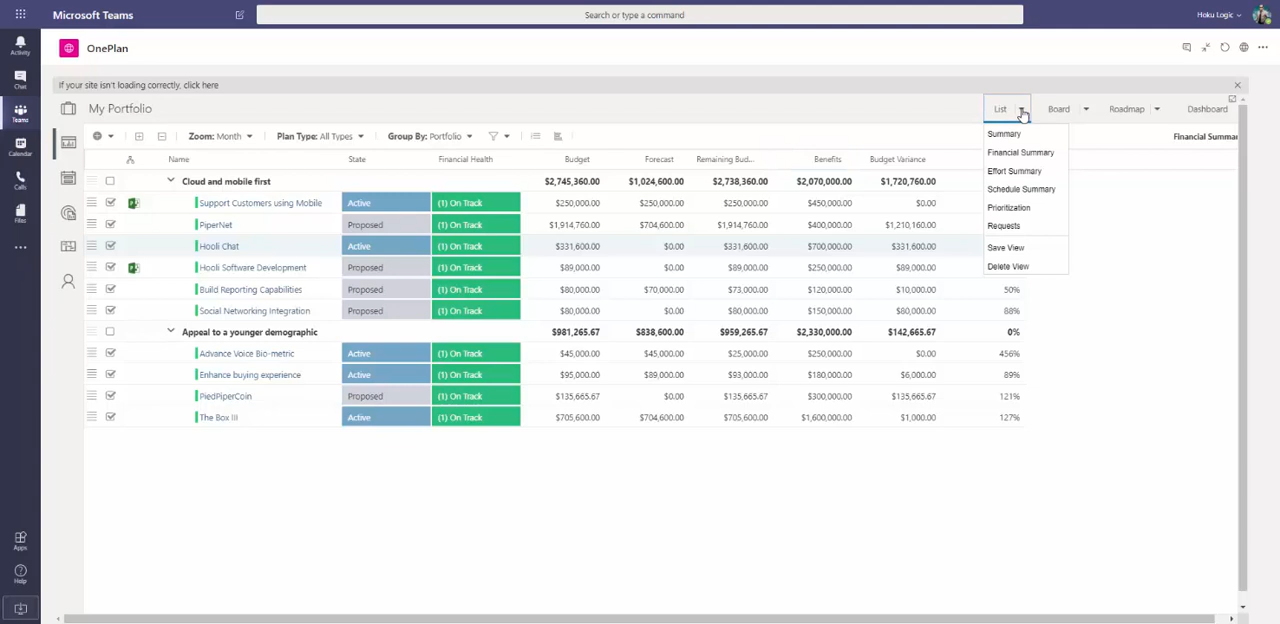 Microsoft Teams
Search or type a command
Hoku Logic
Activity
Chat
Teams
Calendar
Calls
Files
Apps
Help
OnePlan
If your site isn't loading correctly, click here
My Portfolio
List Board Roadmap Dashboard
Zoom: Month Plan Type: All Types Group By: Portfolio Financial Summar
Name State Financial Health Budget Forecast Remaining Bud... Benefits Budget Variance
Cloud and mobile first $2,745,360.00 $1,024,600.00 $2,738,360.00 $2,070,000.00 $1,720,760.00
Support Customers using Mobile Active (1) On Track $250,000.00 $250,000.00 $250,000.00 $450,000.00 $0.00
PiperNet Proposed (1) On Track $1,914,760.00 $704,600.00 $1,914,760.00 $400,000.00 $1,210,160.00
Hooli Chat Active (1) On Track $331,600.00 $0.00 $331,600.00 $700,000.00 $331,600.00
Hooli Software Development Proposed (1) On Track $89,000.00 $0.00 $89,000.00 $250,000.00 $89,000.00
Build Reporting Capabilities Proposed (1) On Track $80,000.00 $70,000.00 $73,000.00 $120,000.00 $10,000.00 50%
Social Networking Integration Proposed (1) On Track $80,000.00 $0.00 $80,000.00 $150,000.00 $80,000.00 88%
Appeal to a younger demographic $981,265.67 $838,600.00 $959,265.67 $2,330,000.00 $142,665.67 0%
Advance Voice Bio-metric Active (1) On Track $45,000.00 $45,000.00 $25,000.00 $250,000.00 $0.00 456%
Enhance buying experience Active (1) On Track $95,000.00 $89,000.00 $93,000.00 $180,000.00 $6,000.00 89%
PiedPiperCoin Proposed (1) On Track $135,665.67 $0.00 $135,665.67 $300,000.00 $135,665.67 121%
The Box III Active (1) On Track $705,600.00 $704,600.00 $705,600.00 $1,600,000.00 $1,000.00 127%
Summary
Financial Summary
Effort Summary
Schedule Summary
Prioritization
Requests
Save View
Delete View